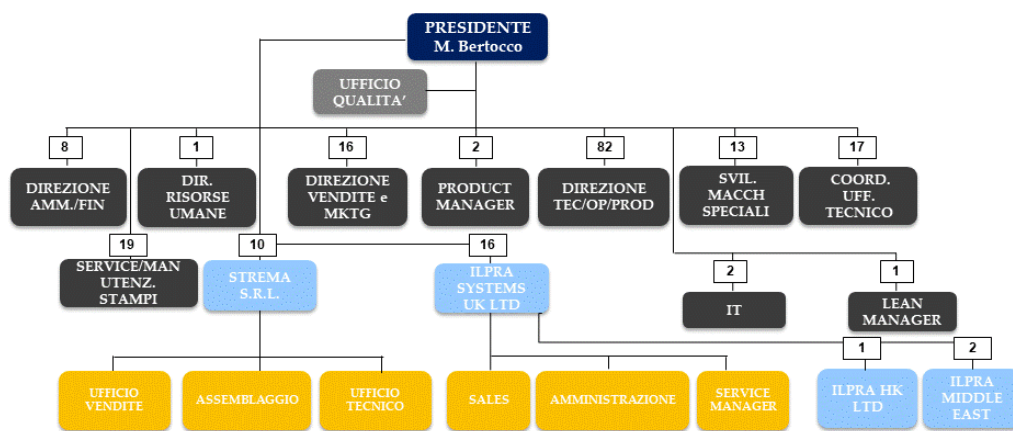 PRESIDENTE
M. Bertocco
UFFICIO
QUALITA'
8
1
16
2
82
13
17
DIREZIONE
AMM./FIN
DIR.
RISORSE
UMANE
DIREZIONE
VENDITE e
MKTG
PRODUCT
MANAGER
DIREZIONE
TEC/OP/PROD
SVIL.
MACCH
SPECIALI
COORD.
UFF.
TECNICO
19
10
16
SERVICE/MAN
UTENZ.
STAMPI
STREMA
S.R.L.
ILPRA
SYSTEMS
UK LTD
2
1
IT
LEAN
MANAGER
1
2
UFFICIO
VENDITE
ASSEMBLAGGIO
UFFICIO
TECNICO
SALES
AMMINISTRAZIONE
SERVICE
MANAGER
ILPRA HK
LTD
ILPRA
MIDDLE
EAST